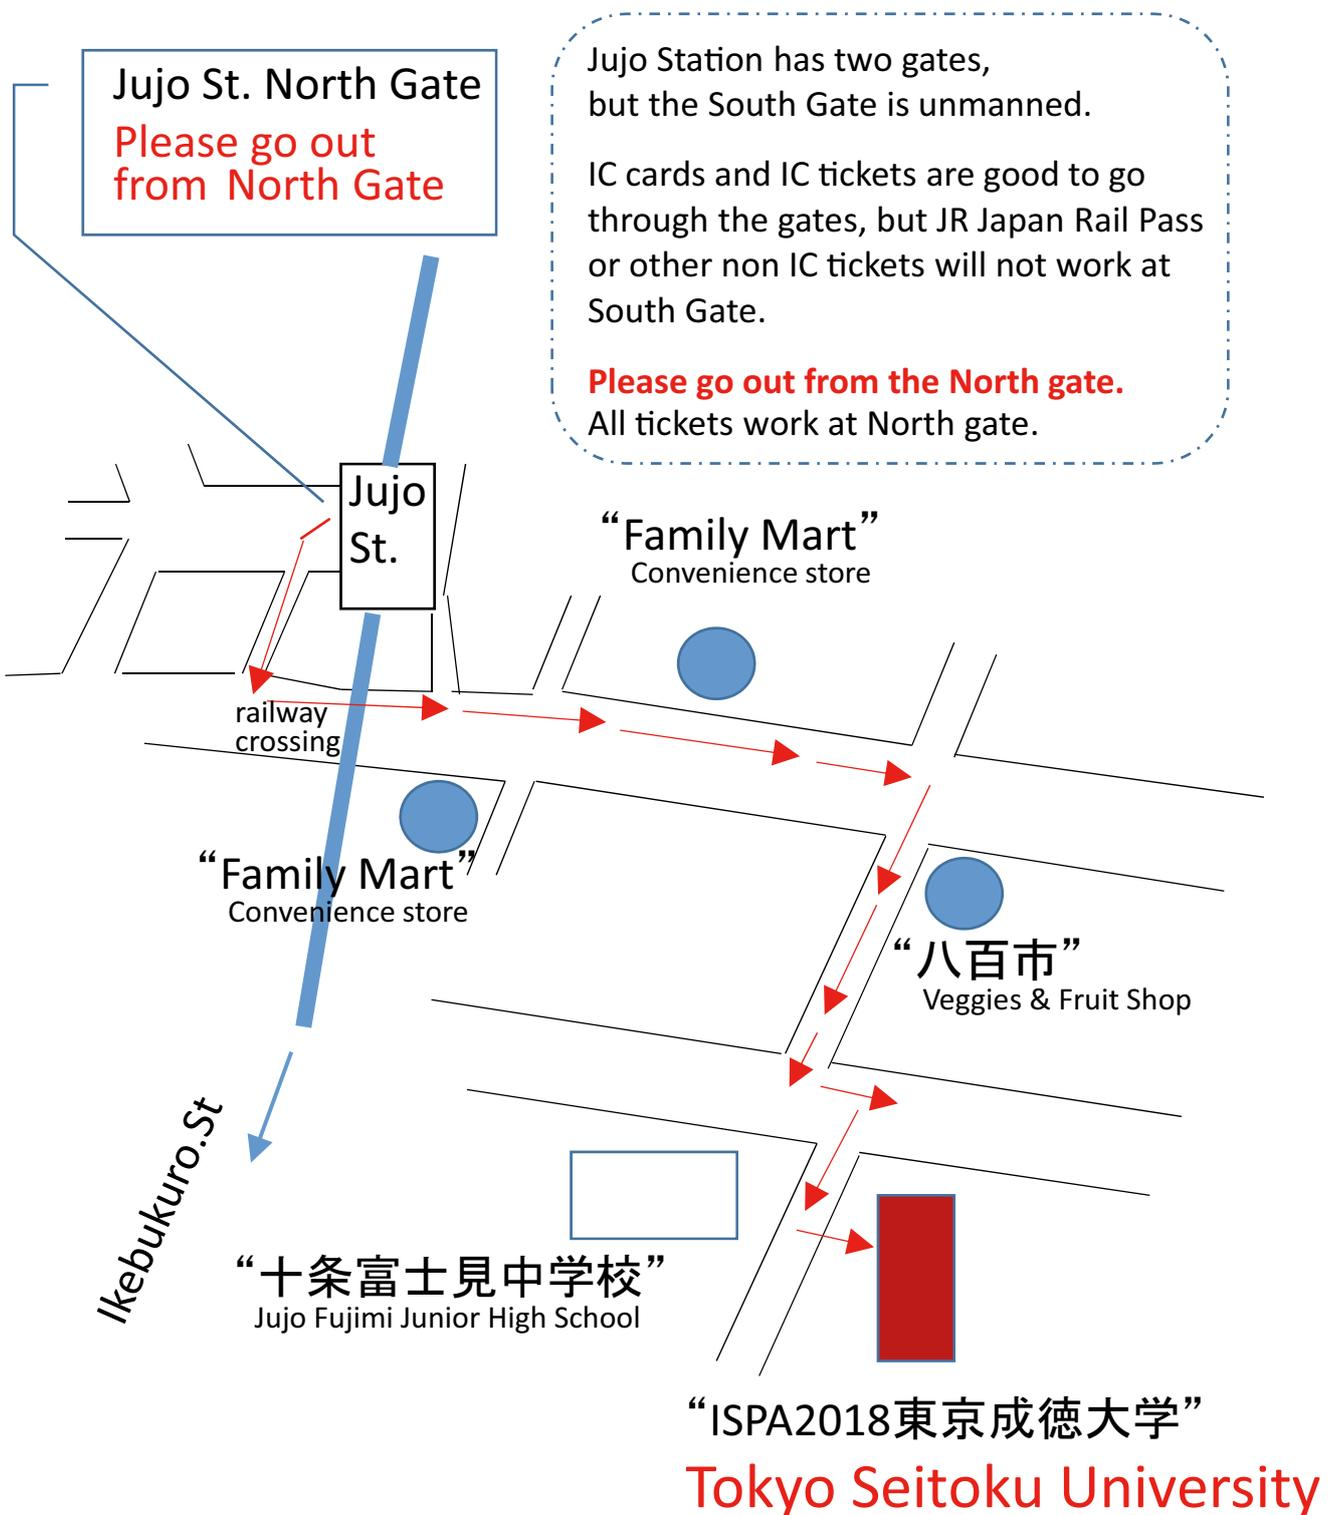 Jujo St. North Gate
Please go out
from North Gate
Jujo Station has two gates,
but the South Gate is unmanned.
IC cards and IC tickets are good to go
through the gates, but JR Japan Rail Pass
or other non IC tickets will not work at
South Gate.
Please go out from the North gate.
All tickets work at North gate.
Jujo
St.
“Family Mart”
Convenience store
railway
crossing
“Family Mart”
Convenience store
“八百市”
Veggies & Fruit Shop
Ikebukuro.St
“十条富士見中学校”
Jujo Fujimi Junior High School
“ISPA2018東京成徳大学”
Tokyo Seitoku University